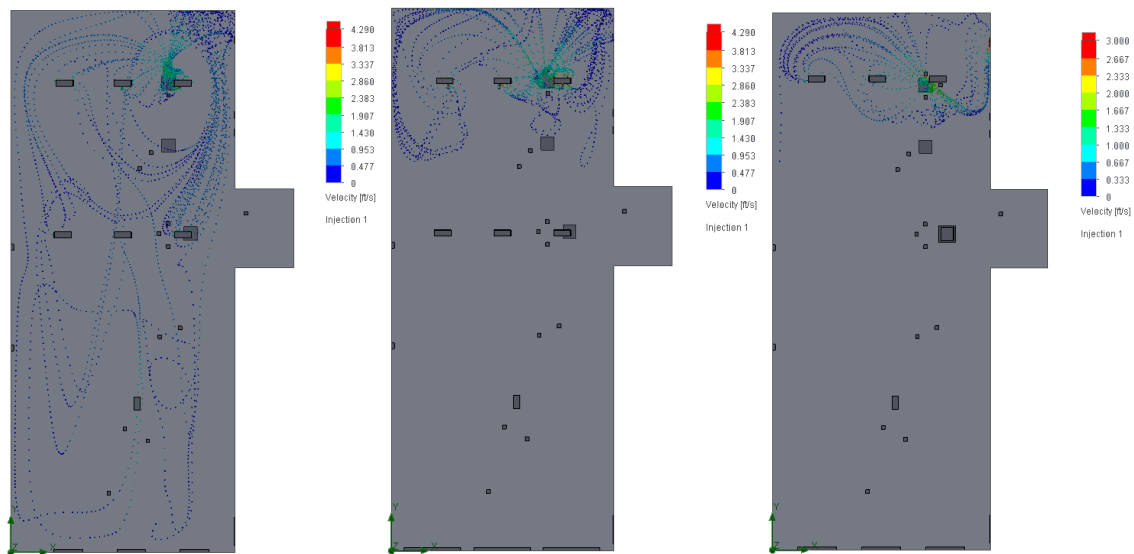 4.290
3.813
3.337
2.860
2.383
1.907
1.430
0.953
0.477
0
Velocity [ft/s]
Injection 1
Y
Z
X
4.290
3.813
3.337
2.860
2.383
1.907
1.430
0.953
0.477
0
Velocity [ft/s]
Injection 1
Y
Z
X
3.000
2.667
2.333
2.000
1.667
1.333
1.000
0.667
0.333
0
Velocity [ft/s]
Injection 1
Y
Z
X